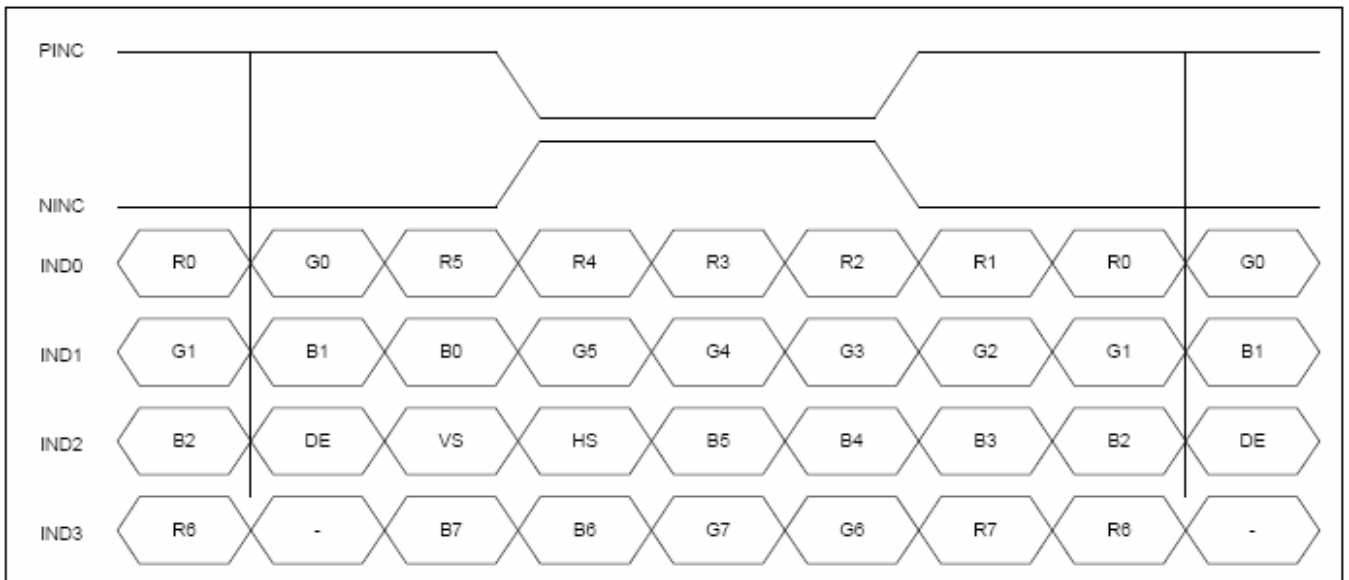 PINC
NINC
IND0 R0 G0 R5 R4 R3 R2 R1 R0 G0
IND1 G1 B1 B0 G5 G4 G3 G2 G1 B1
IND2 B2 DE VS HS B5 B4 B3 B2 DE
IND3 R6 - B7 B6 G7 G6 R7 R6 -